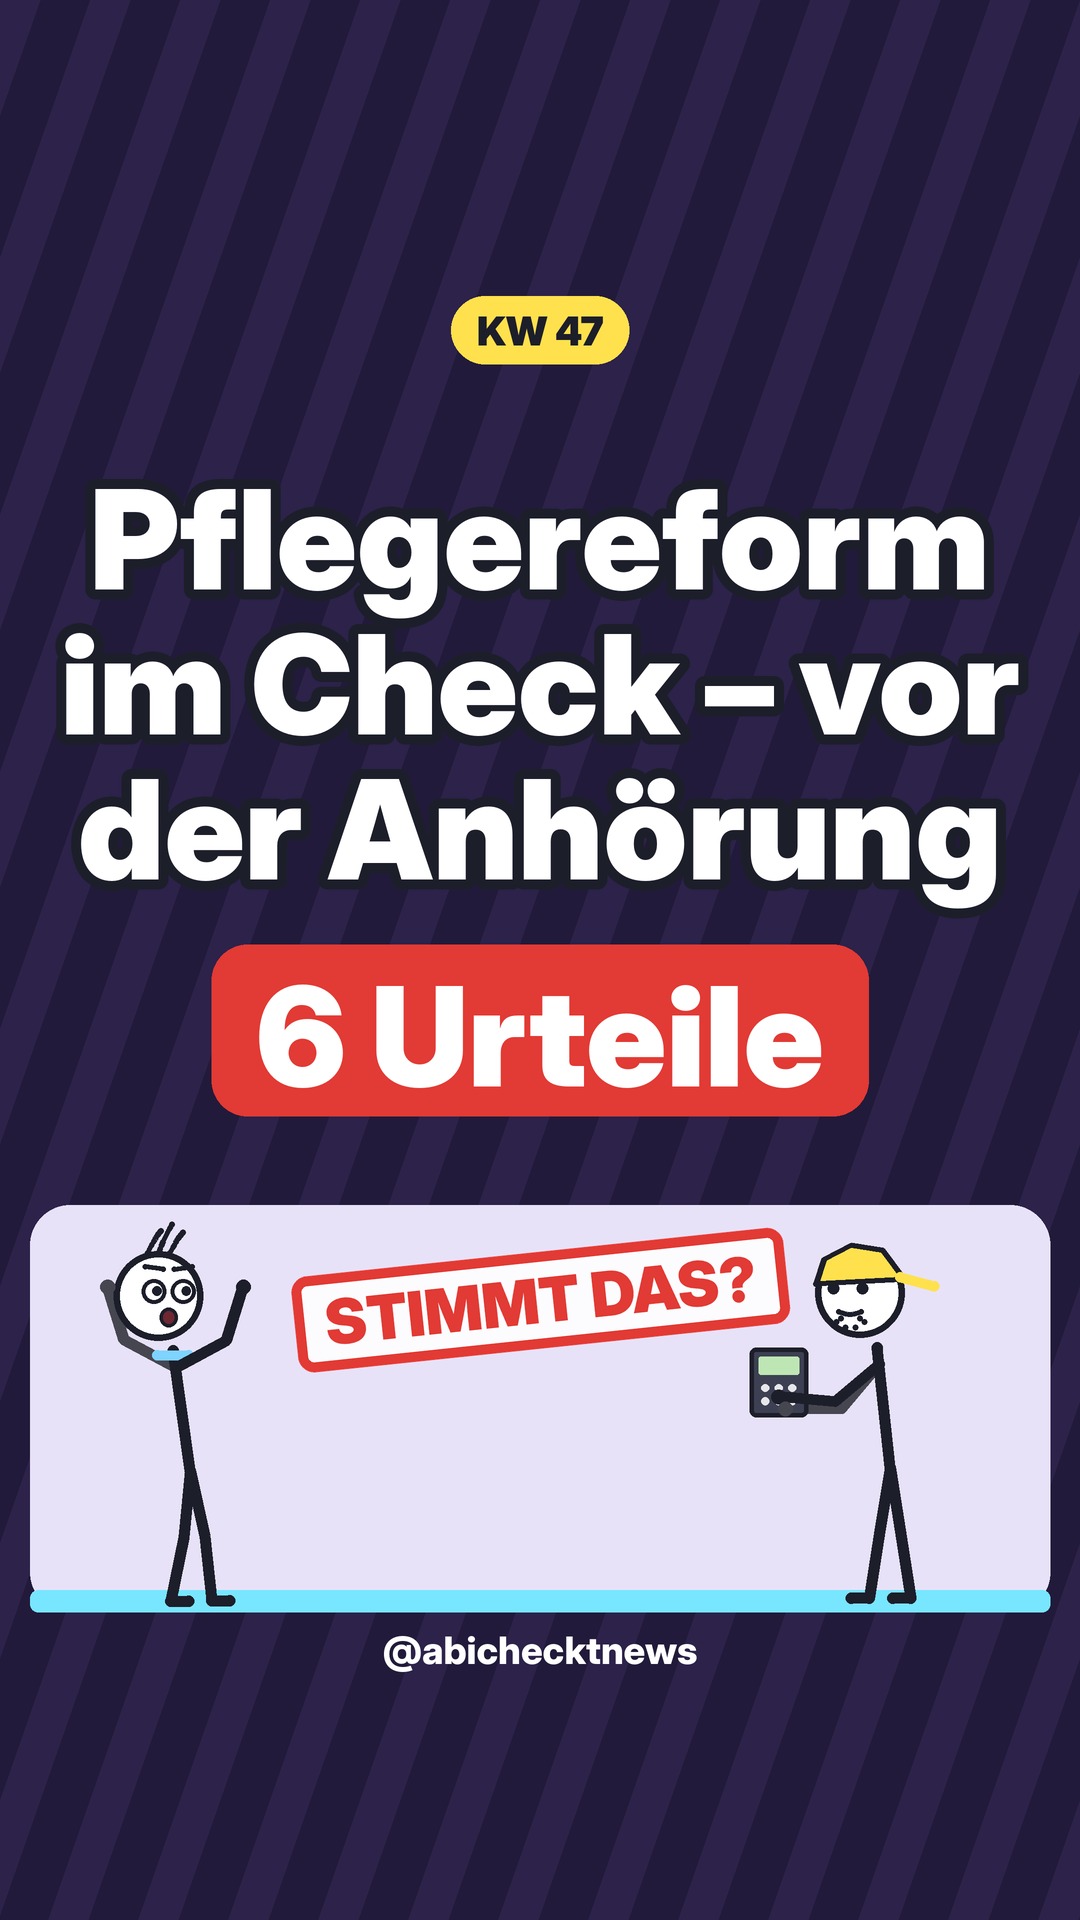 KW 47
Pflegereform
im Check – vor
der Anhörung
6 Urteile
STIMMT DAS?
@abichecktnews